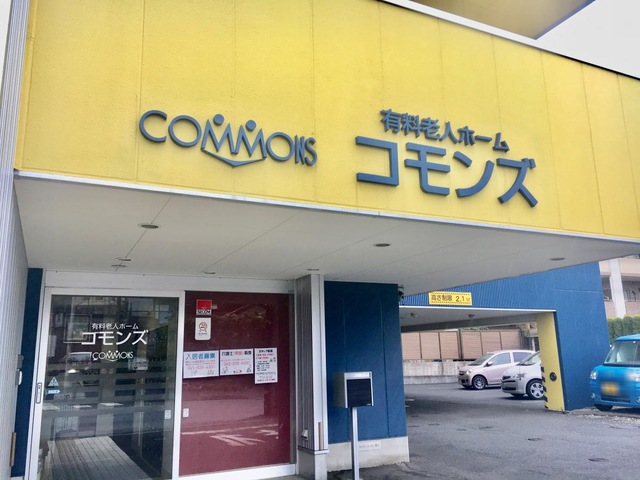 COMMONS
有料老人ホーム
コモンズ
高さ制限 2.1m
有料老人ホーム
コモンズ
COMMONS
SECOM
入居者募集